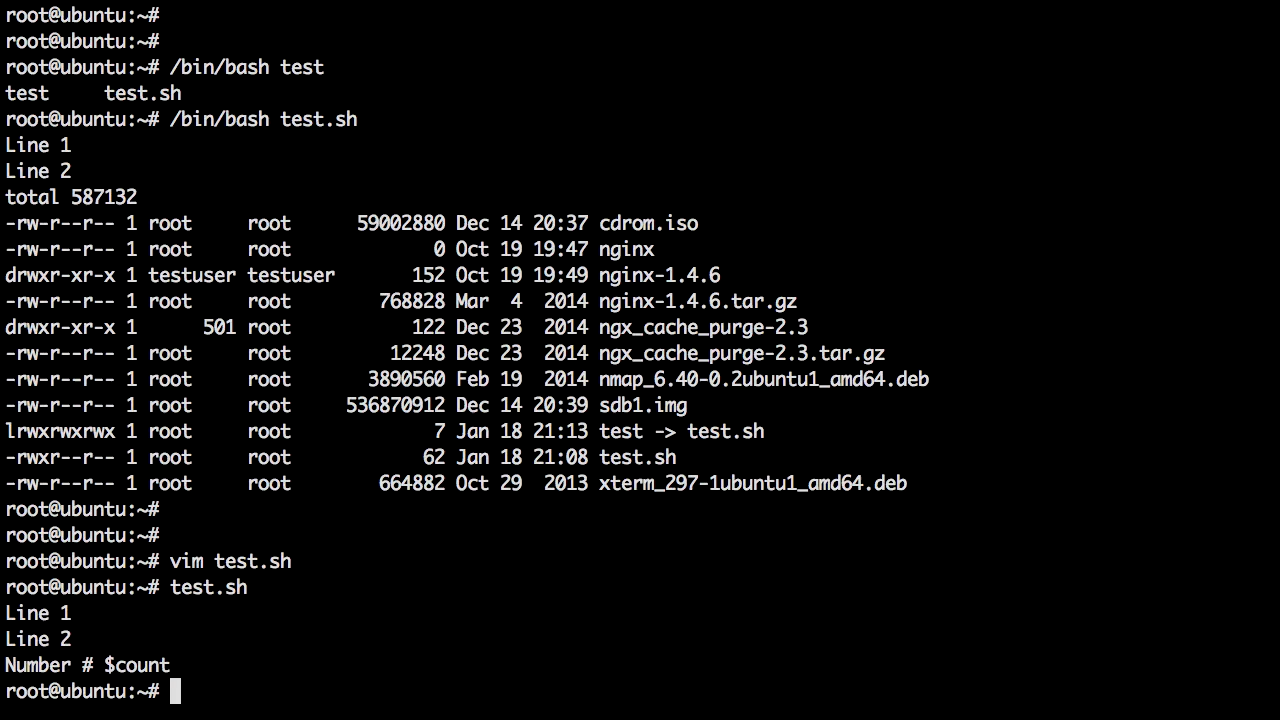 root@ubuntu:~#
root@ubuntu:~#
root@ubuntu:~# /bin/bash test
test     test.sh
root@ubuntu:~# /bin/bash test.sh
Line 1
Line 2
total 587132
-rw-r--r-- 1 root     root      59002880 Dec 14 20:37 cdrom.iso
-rw-r--r-- 1 root     root             0 Oct 19 19:47 nginx
drwxr-xr-x 1 testuser testuser       152 Oct 19 19:49 nginx-1.4.6
-rw-r--r-- 1 root     root        768828 Mar  4  2014 nginx-1.4.6.tar.gz
drwxr-xr-x 1      501 root           122 Dec 23  2014 ngx_cache_purge-2.3
-rw-r--r-- 1 root     root         12248 Dec 23  2014 ngx_cache_purge-2.3.tar.gz
-rw-r--r-- 1 root     root       3890560 Feb 19  2014 nmap_6.40-0.2ubuntu1_amd64.deb
-rw-r--r-- 1 root     root     536870912 Dec 14 20:39 sdb1.img
lrwxrwxrwx 1 root     root             7 Jan 18 21:13 test -> test.sh
-rwxr--r-- 1 root     root            62 Jan 18 21:08 test.sh
-rw-r--r-- 1 root     root        664882 Oct 29  2013 xterm_297-1ubuntu1_amd64.deb
root@ubuntu:~#
root@ubuntu:~#
root@ubuntu:~# vim test.sh
root@ubuntu:~# test.sh
Line 1
Line 2
Number # $count
root@ubuntu:~#